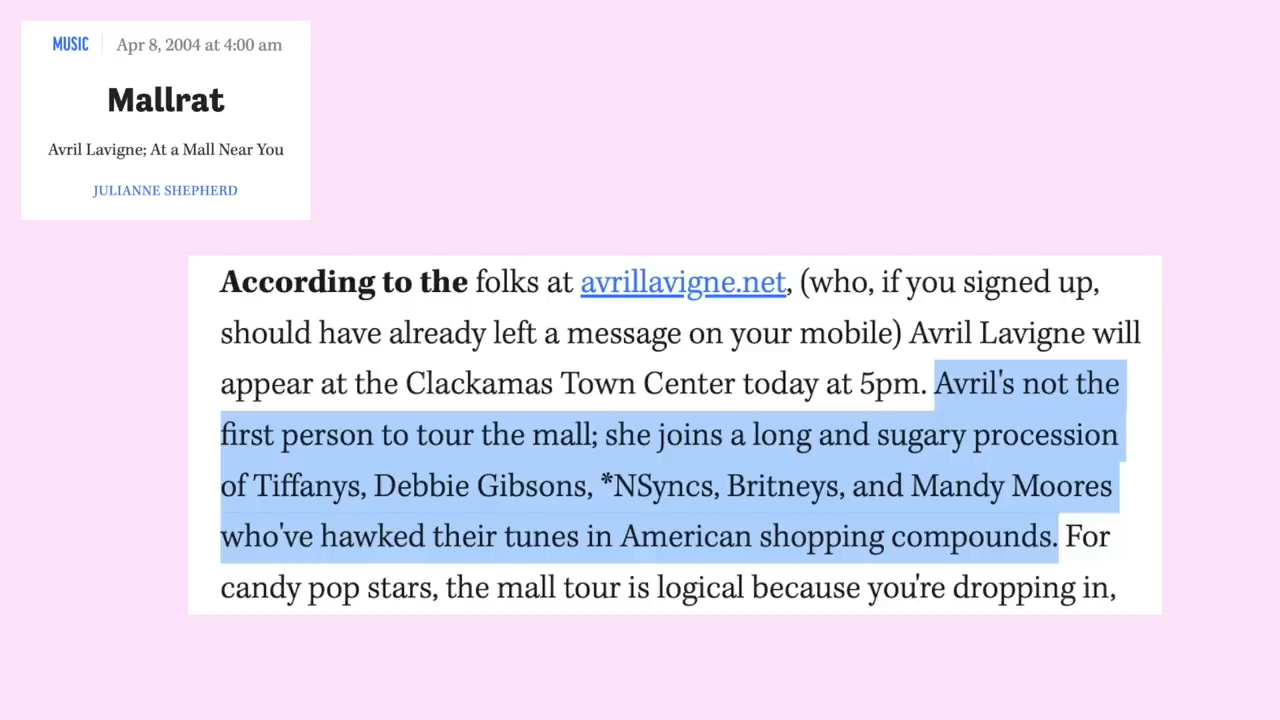 MUSIC Apr 8, 2004 at 4:00 am
Mallrat
Avril Lavigne; At a Mall Near You
JULIANNE SHEPHERD
According to the folks at avrillavigne.net, (who, if you signed up,
should have already left a message on your mobile) Avril Lavigne will
appear at the Clackamas Town Center today at 5pm. Avril's not the
first person to tour the mall; she joins a long and sugary procession
of Tiffanys, Debbie Gibsons, *NSyncs, Britneys, and Mandy Moores
who've hawked their tunes in American shopping compounds. For
candy pop stars, the mall tour is logical because you're dropping in,